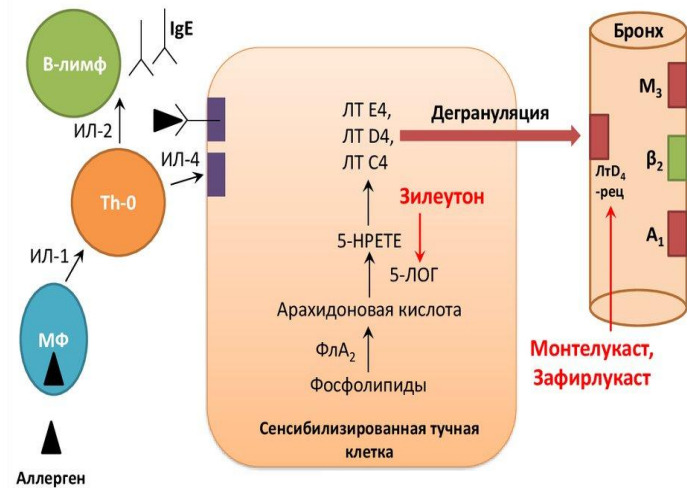 IgE
В-лимф
ИЛ-2
ИЛ-4
Th-0
ИЛ-1
МФ
Аллерген
ЛТ Е4,
ЛТ D4,
ЛТ С4
Дегрануляция
Зилеутон
5-НРЕТЕ
5-ЛОГ
Арахидоновая кислота
ФлА₂
Фосфолипиды
Сенсибилизированная тучная
клетка
Бронх
М₃
ЛтD₄
-рец
β₂
А₁
Монтелукаст,
Зафирлукаст